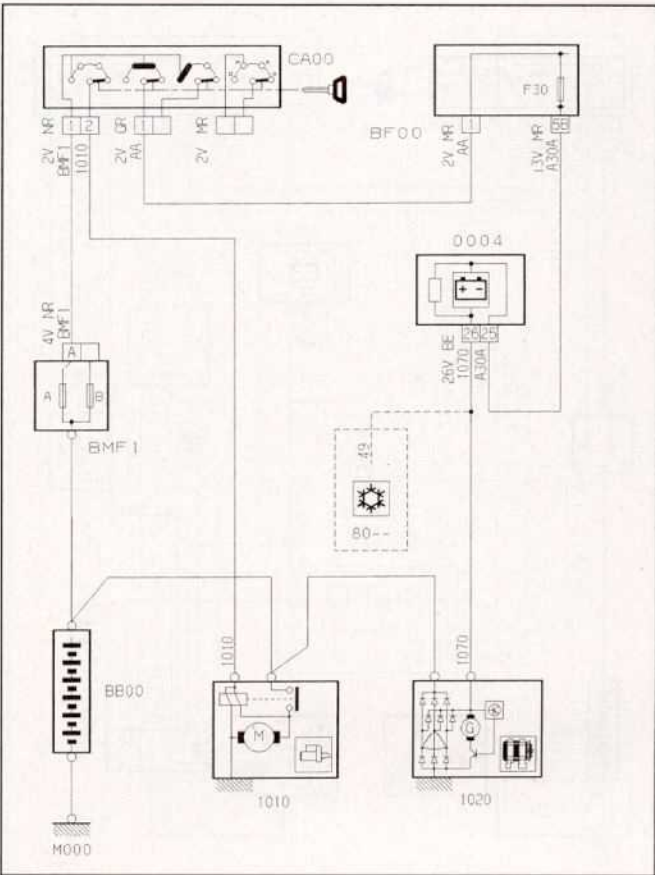 CA00
F30
BF00
2V NR
BMF1
1010
1 2
2V GR
AA
1
2V MR
2V MR
AA
1
13V MR
A30A
5B
0004
+ -
26 25
26V BE
1070
A30A
4V NR
BMF1
A
A B
BMF1
49
80--
1010
1070
BB00
M
G
1010
1020
M000